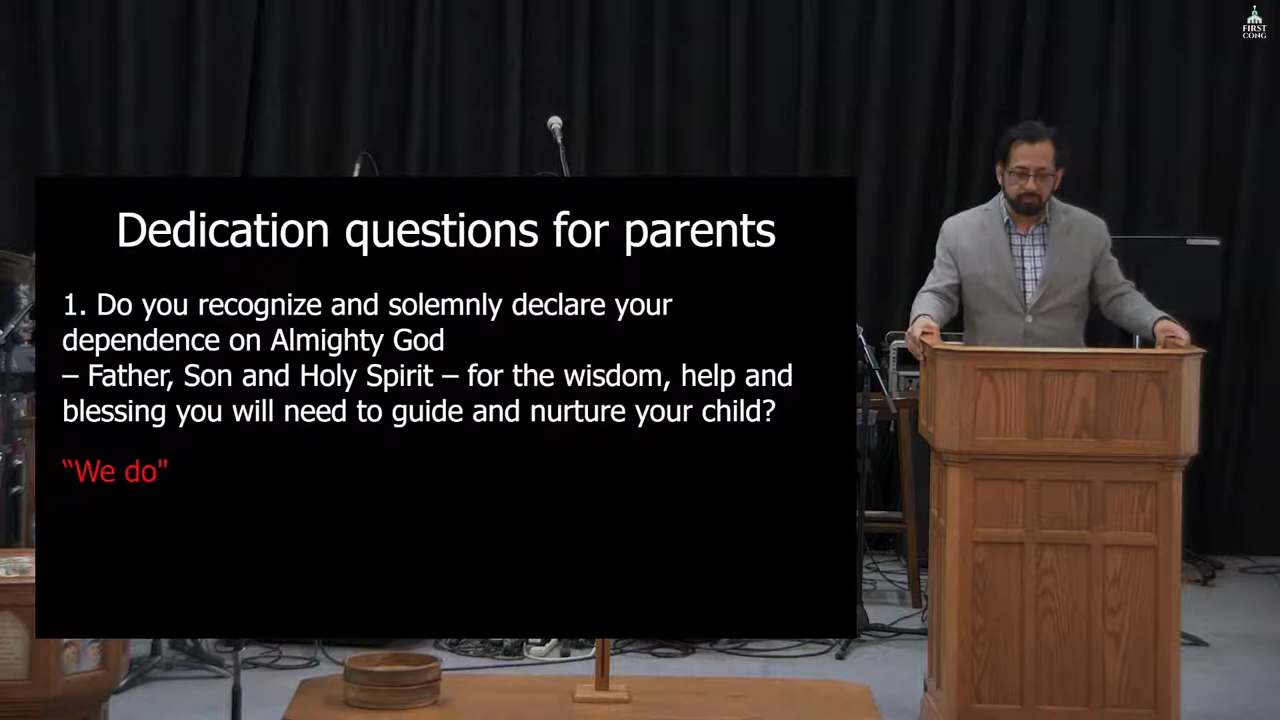 FIRST
CONG
Dedication questions for parents
1. Do you recognize and solemnly declare your
dependence on Almighty God
– Father, Son and Holy Spirit – for the wisdom, help and
blessing you will need to guide and nurture your child?
“We do"